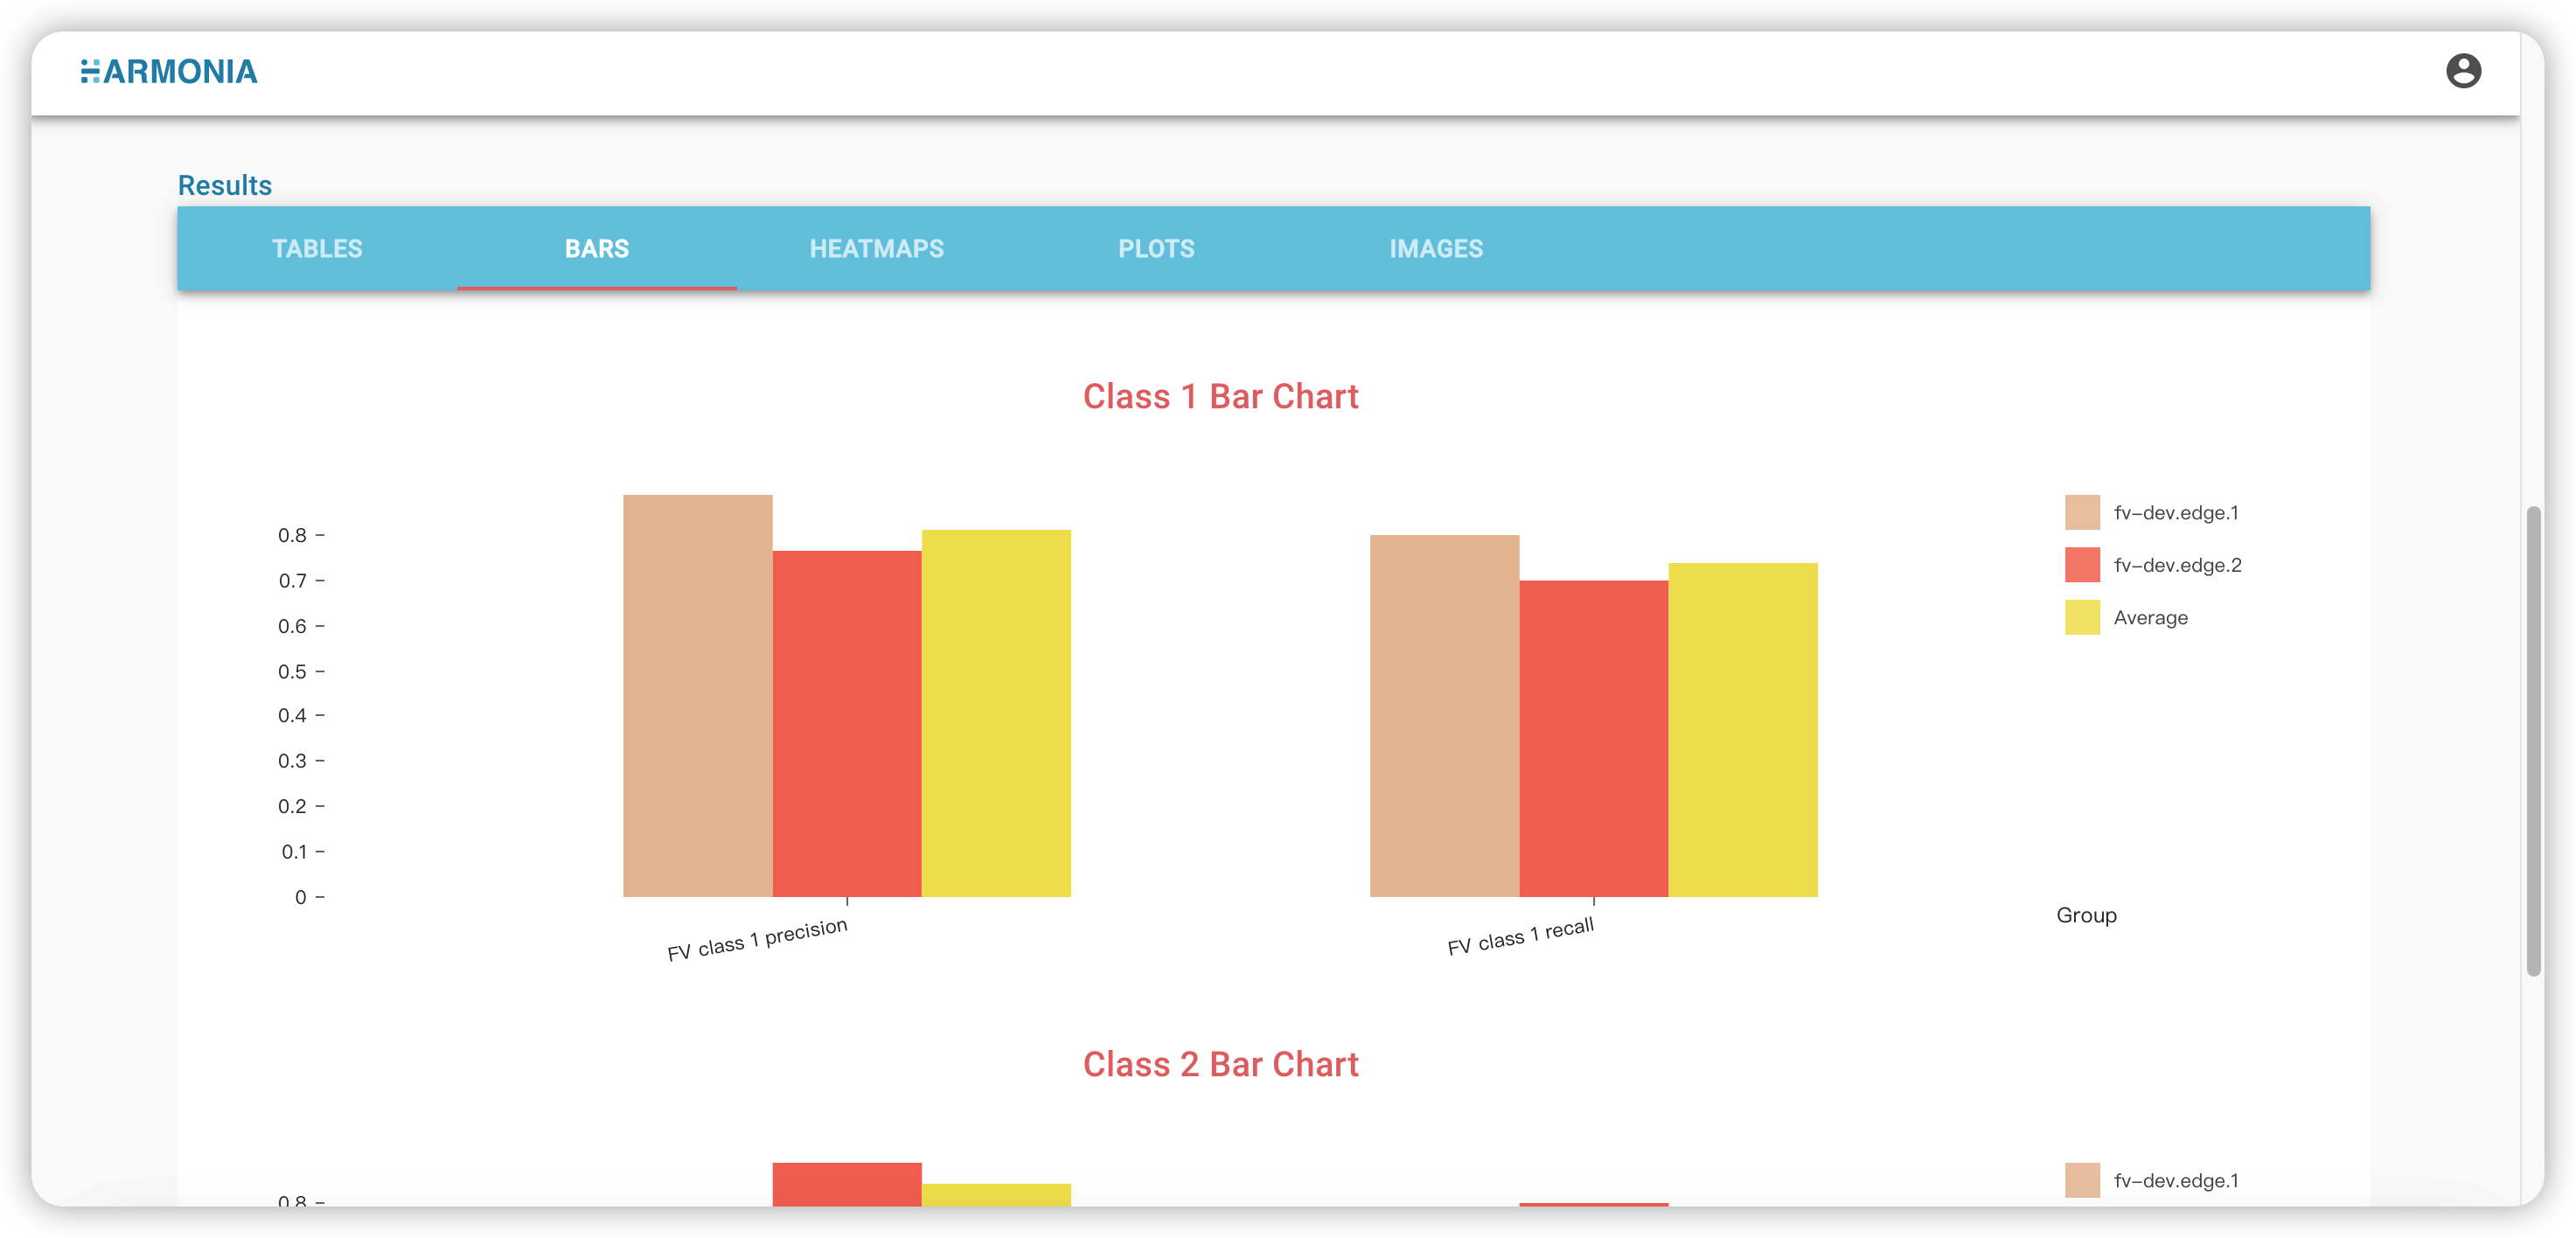 HARMONIA
Results
TABLES BARS HEATMAPS PLOTS IMAGES
Class 1 Bar Chart
fv-dev.edge.1
fv-dev.edge.2
Average
0.8
0.7
0.6
0.5
0.4
0.3
0.2
0.1
0
FV class 1 precision
FV class 1 recall
Group
Class 2 Bar Chart
fv-dev.edge.1
0.8